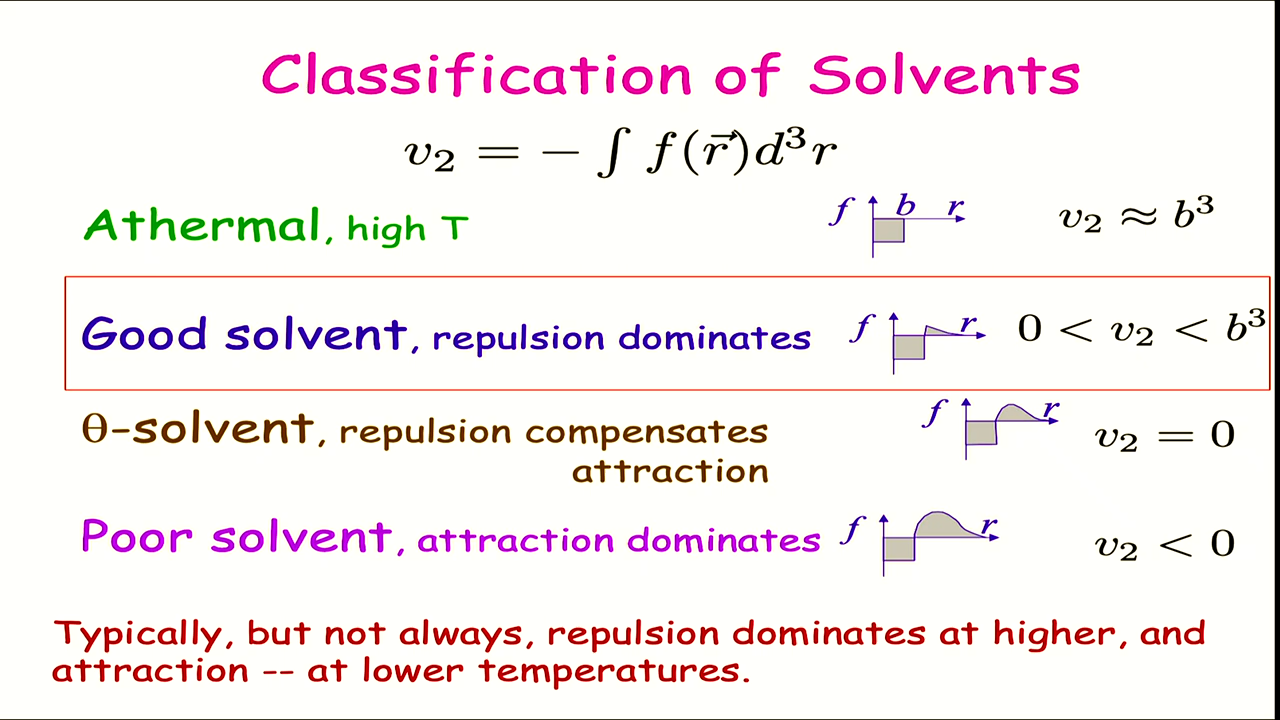 Classification of Solvents
v₂ = − ∫ f(r⃗)d³r
Athermal, high T f b r v₂ ≈ b³
Good solvent, repulsion dominates f r 0 < v₂ < b³
θ-solvent, repulsion compensates f r v₂ = 0
attraction
Poor solvent, attraction dominates f r v₂ < 0
Typically, but not always, repulsion dominates at higher, and
attraction -- at lower temperatures.